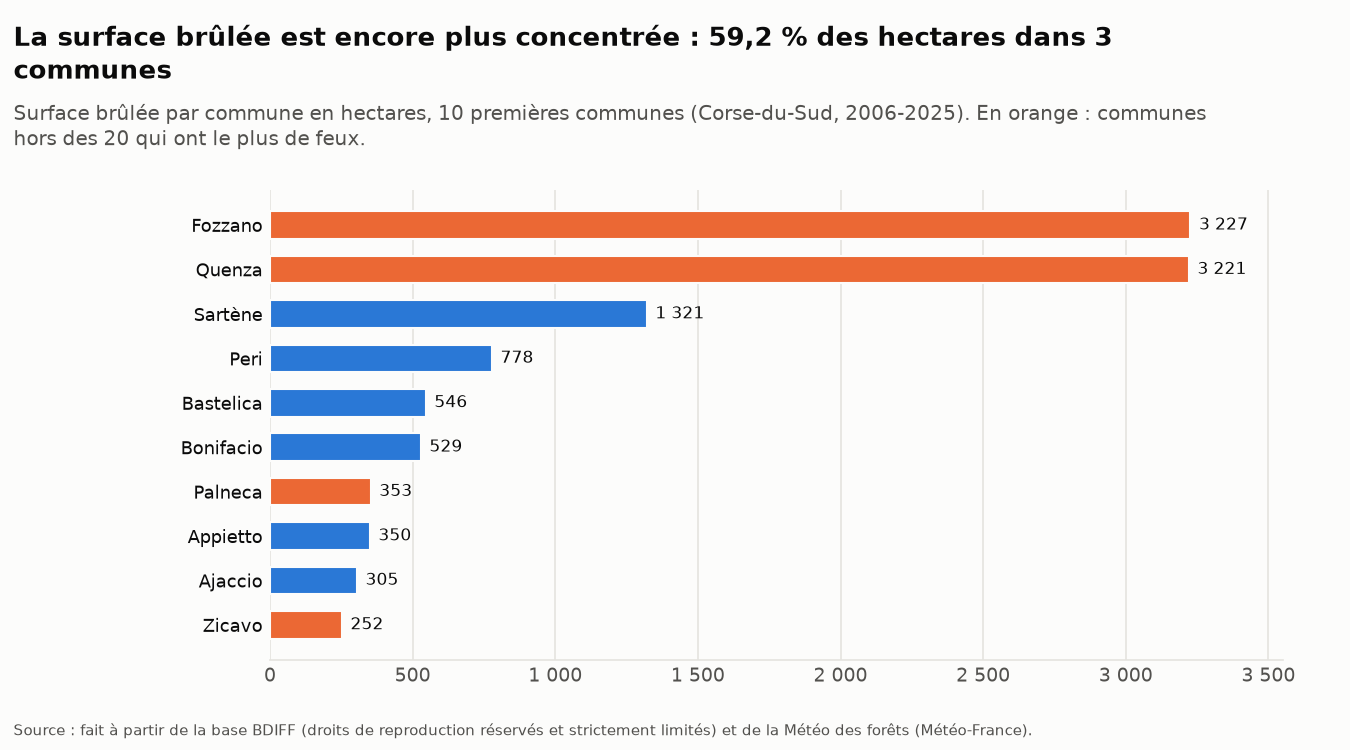 La surface brûlée est encore plus concentrée : 59,2 % des hectares dans 3
communes
Surface brûlée par commune en hectares, 10 premières communes (Corse-du-Sud, 2006-2025). En orange : communes
hors des 20 qui ont le plus de feux.
Fozzano 3 227
Quenza 3 221
Sartène 1 321
Peri 778
Bastelica 546
Bonifacio 529
Palneca 353
Appietto 350
Ajaccio 305
Zicavo 252
0 500 1 000 1 500 2 000 2 500 3 000 3 500
Source : fait à partir de la base BDIFF (droits de reproduction réservés et strictement limités) et de la Météo des forêts (Météo-France).